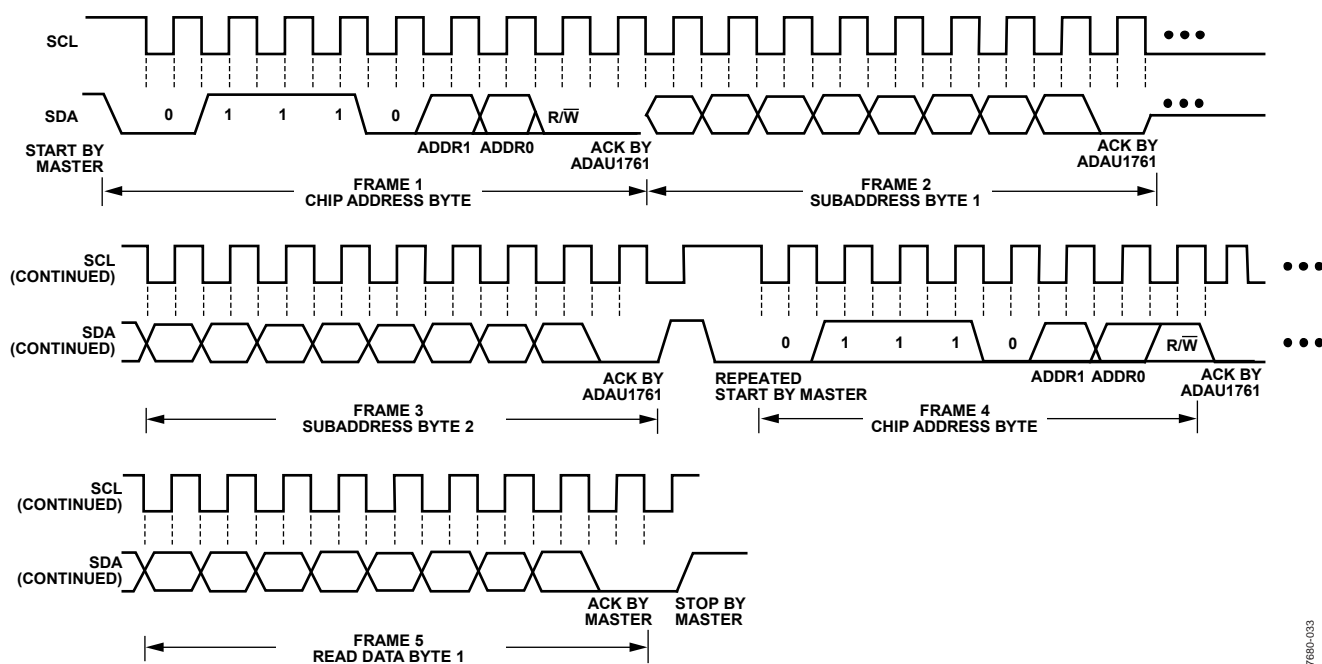 SCL
SDA
0 1 1 1 0 R/W̅
START BY
MASTER
ADDR1 ADDR0
ACK BY
ADAU1761
ACK BY
ADAU1761
FRAME 1
CHIP ADDRESS BYTE
FRAME 2
SUBADDRESS BYTE 1
SCL
(CONTINUED)
SDA
(CONTINUED)
0 1 1 1 0 R/W̅
ADDR1 ADDR0
ACK BY
ADAU1761
REPEATED
START BY MASTER
ACK BY
ADAU1761
FRAME 3
SUBADDRESS BYTE 2
FRAME 4
CHIP ADDRESS BYTE
SCL
(CONTINUED)
SDA
(CONTINUED)
ACK BY
MASTER
STOP BY
MASTER
FRAME 5
READ DATA BYTE 1
7680-033